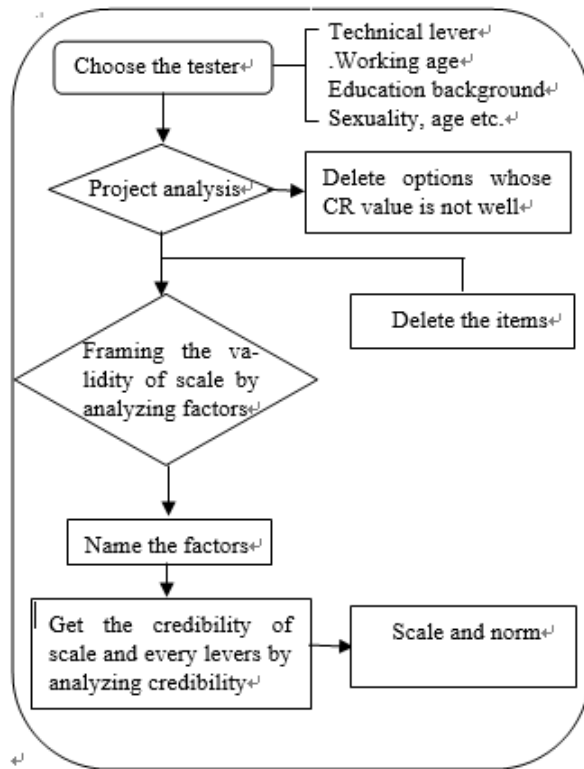 Technical lever
Choose the tester
.Working age
Education background
Sexuality, age etc.
Project analysis
Delete options whose
CR value is not well
Delete the items
Framing the va-
lidity of scale by
analyzing factors
Name the factors
Get the credibility of
scale and every levers by
analyzing credibility
Scale and norm